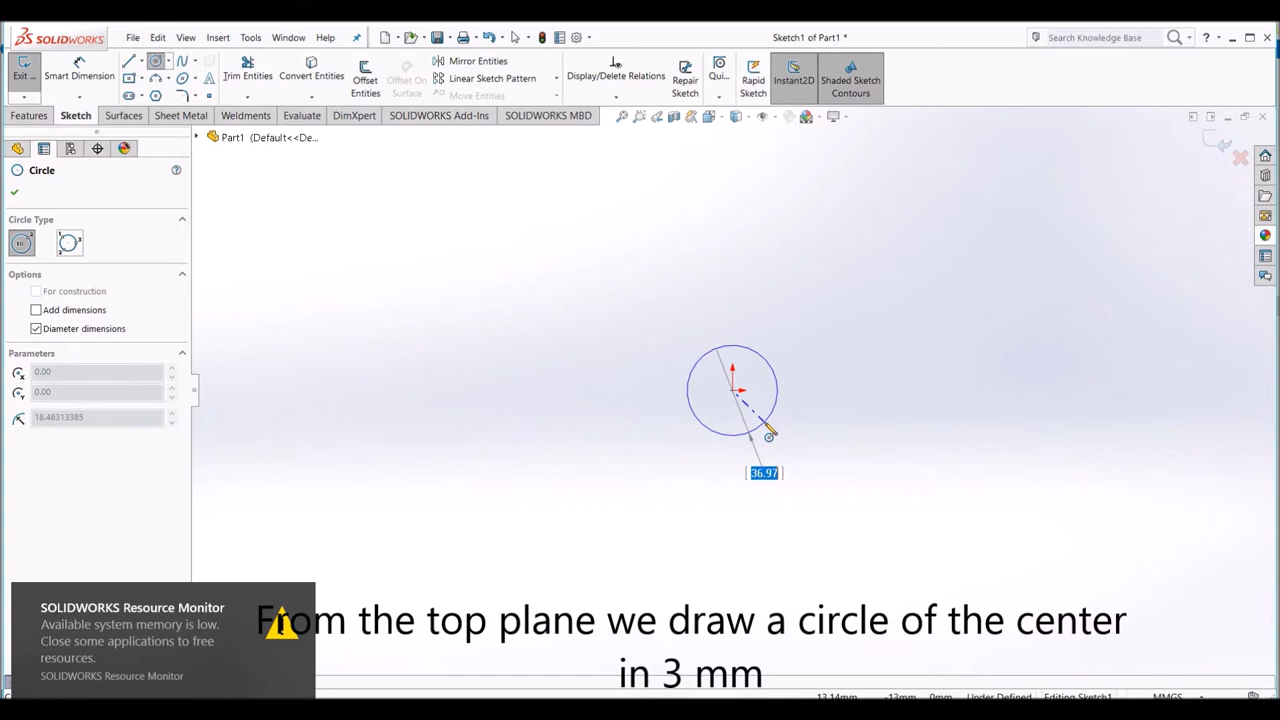 SOLIDWORKS File Edit View Insert Tools Window Help Sketch1 of Part1 * Search Knowledge Base ?
Exit ... Smart Dimension Trim Entities Convert Entities Offset Entities Offset On Surface Mirror Entities Linear Sketch Pattern Move Entities Display/Delete Relations Repair Sketch Qui... Rapid Sketch Instant2D Shaded Sketch Contours
Features Sketch Surfaces Sheet Metal Weldments Evaluate DimXpert SOLIDWORKS Add-Ins SOLIDWORKS MBD
Part1 (Default<<De...
Circle
Circle Type
Options
For construction
Add dimensions
Diameter dimensions
Parameters
0.00
0.00
18.48313385
36.97
SOLIDWORKS Resource Monitor
Available system memory is low.
Close some applications to free
resources.
SOLIDWORKS Resource Monitor
From the top plane we draw a circle of the center
in 3 mm
13.14mm -13mm 0mm Under Defined Editing Sketch1 MMGS